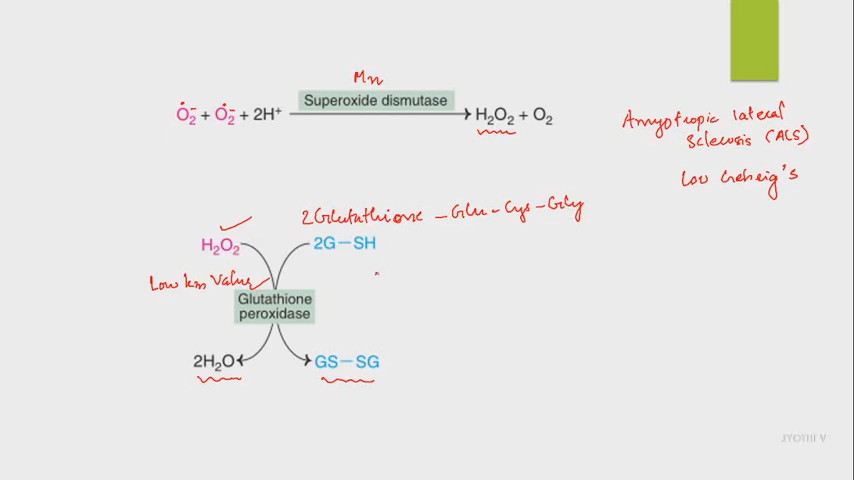 Mn
Superoxide dismutase
O₂•⁻ + O₂•⁻ + 2H⁺ → H₂O₂ + O₂
Amyotropic lateral
Sclerosis (ALS)
Lou Gehrig's
2Glutathione - Glu - Cys - Gly
H₂O₂ 2G—SH
Low km value
Glutathione
peroxidase
2H₂O GS—SG
JYOTHI V